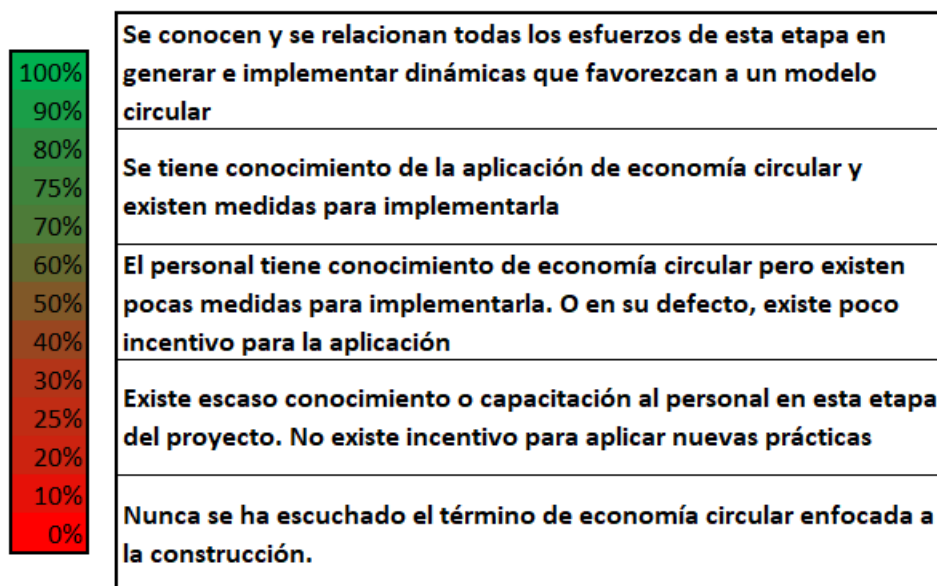 100%
90%
80%
75%
70%
60%
50%
40%
30%
25%
20%
10%
0%
Se conocen y se relacionan todas los esfuerzos de esta etapa en
generar e implementar dinámicas que favorezcan a un modelo
circular
Se tiene conocimiento de la aplicación de economía circular y
existen medidas para implementarla
El personal tiene conocimiento de economía circular pero existen
pocas medidas para implementarla. O en su defecto, existe poco
incentivo para la aplicación
Existe escaso conocimiento o capacitación al personal en esta etapa
del proyecto. No existe incentivo para aplicar nuevas prácticas
Nunca se ha escuchado el término de economía circular enfocada a
la construcción.